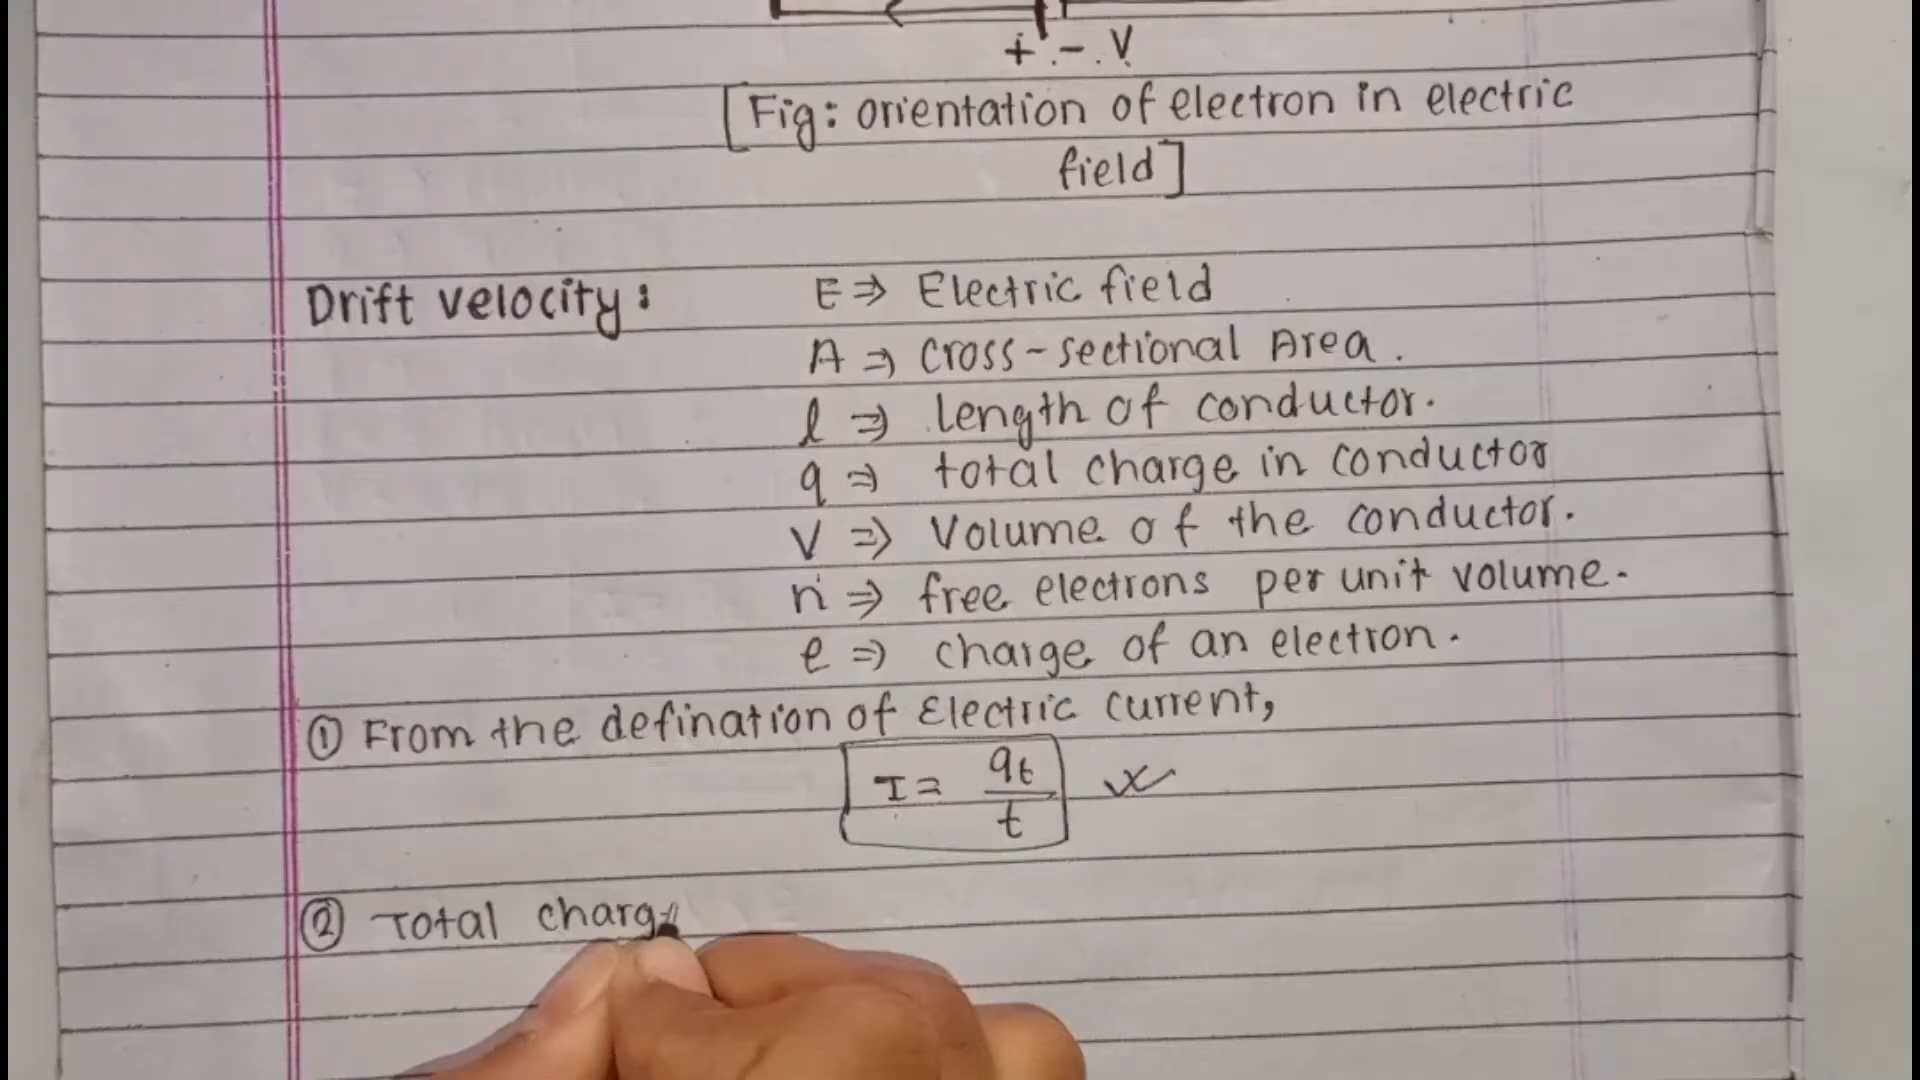 + - V
[Fig: orientation of electron in electric
field]
Drift velocity: E ⇒ Electric field
A ⇒ cross-sectional Area.
l ⇒ length of conductor.
q ⇒ total charge in conductor
V ⇒ Volume of the conductor.
n ⇒ free electrons per unit volume.
e ⇒ charge of an electron.
① From the defination of Electric current,
I = qt/t
② Total charg